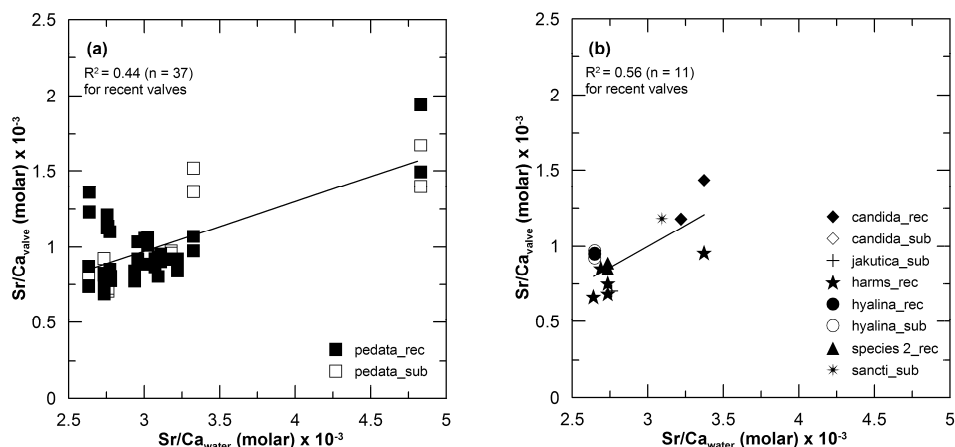 (a)
R² = 0.44 (n = 37)
for recent valves
2.5
2
1.5
1
0.5
0
Sr/Ca_valve (molar) x 10⁻³
2.5 3 3.5 4 4.5 5
Sr/Ca_water (molar) x 10⁻³
pedata_rec
pedata_sub
(b)
R² = 0.56 (n = 11)
for recent valves
2.5
2
1.5
1
0.5
0
Sr/Ca_valve (molar) x 10⁻³
2.5 3 3.5 4 4.5 5
Sr/Ca_water (molar) x 10⁻³
candida_rec
candida_sub
jakutica_sub
harms_rec
hyalina_rec
hyalina_sub
species 2_rec
sancti_sub